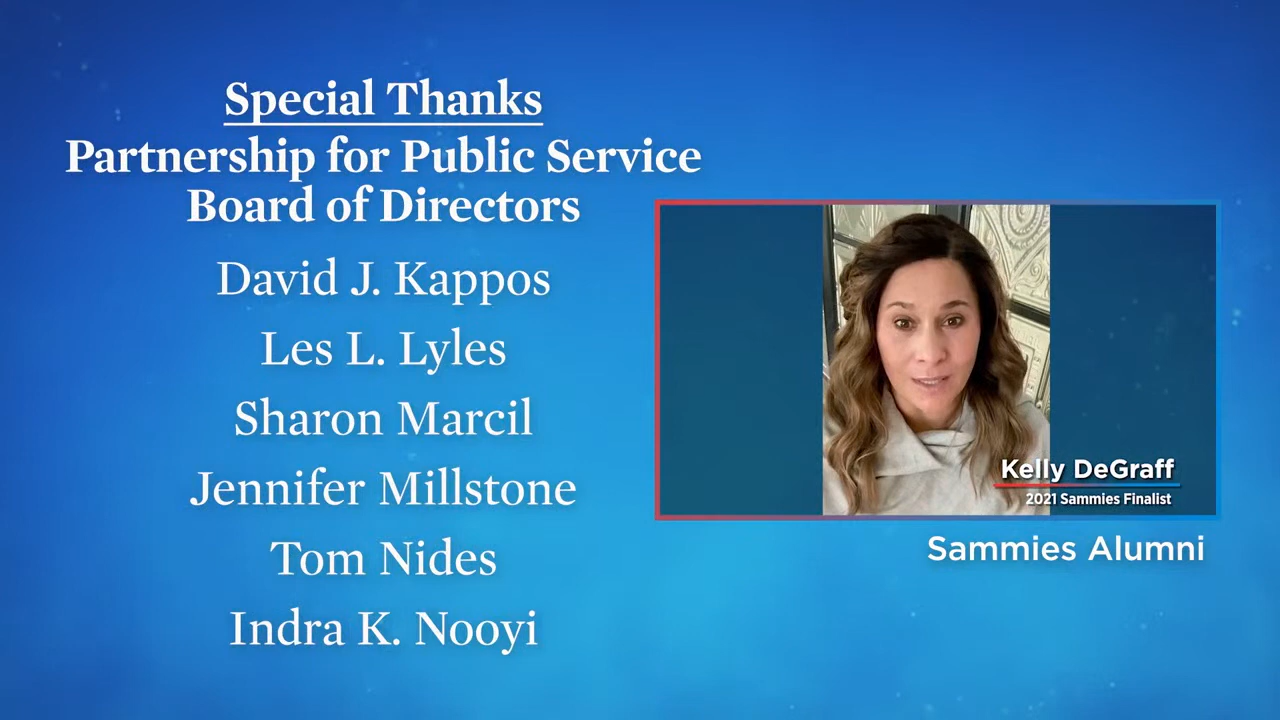 Special Thanks
Partnership for Public Service
Board of Directors
David J. Kappos
Les L. Lyles
Sharon Marcil
Jennifer Millstone
Tom Nides
Indra K. Nooyi
Kelly DeGraff
2021 Sammies Finalist
Sammies Alumni